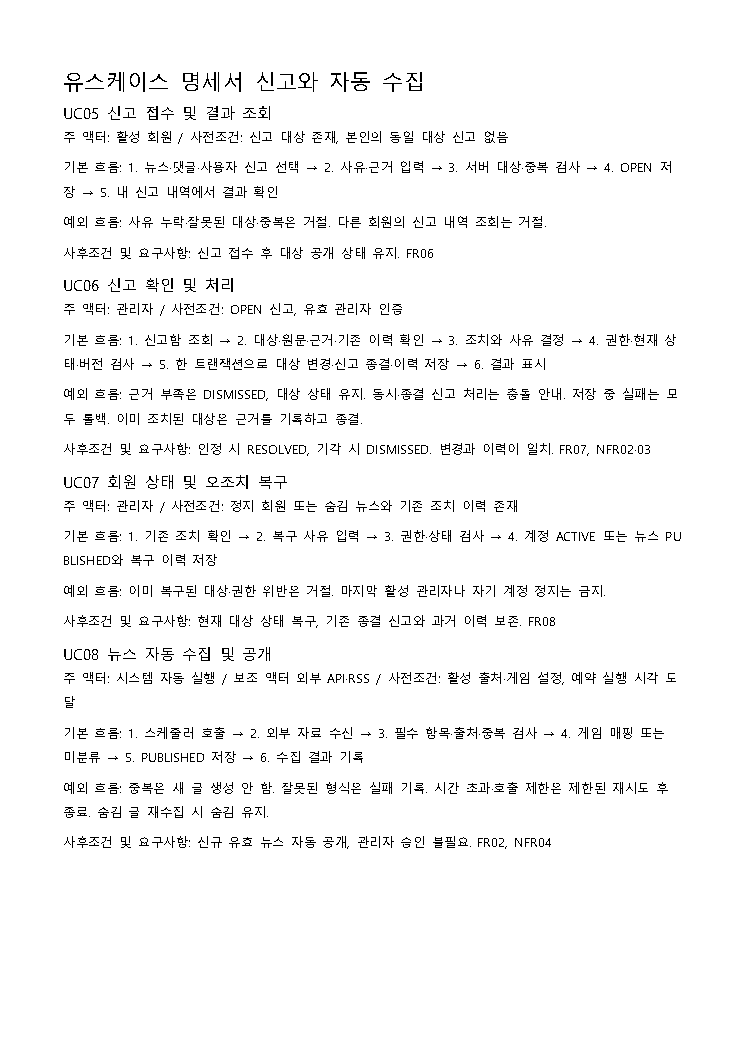 유스케이스 명세서 신고와 자동 수집
UC05 신고 접수 및 결과 조회
주 액터: 활성 회원 / 사전조건: 신고 대상 존재, 본인의 동일 대상 신고 없음
기본 흐름: 1. 뉴스·댓글·사용자 신고 선택 → 2. 사유·근거 입력 → 3. 서버 대상·중복 검사 → 4. OPEN 저
장 → 5. 내 신고 내역에서 결과 확인
예외 흐름: 사유 누락·잘못된 대상·중복은 거절. 다른 회원의 신고 내역 조회는 거절.
사후조건 및 요구사항: 신고 접수 후 대상 공개 상태 유지. FR06
UC06 신고 확인 및 처리
주 액터: 관리자 / 사전조건: OPEN 신고, 유효 관리자 인증
기본 흐름: 1. 신고함 조회 → 2. 대상·원문·근거·기존 이력 확인 → 3. 조치와 사유 결정 → 4. 권한·현재 상
태·버전 검사 → 5. 한 트랜잭션으로 대상 변경·신고 종결·이력 저장 → 6. 결과 표시
예외 흐름: 근거 부족은 DISMISSED, 대상 상태 유지. 동시·종결 신고 처리는 충돌 안내. 저장 중 실패는 모
두 롤백. 이미 조치된 대상은 근거를 기록하고 종결.
사후조건 및 요구사항: 인정 시 RESOLVED, 기각 시 DISMISSED. 변경과 이력이 일치. FR07, NFR02·03
UC07 회원 상태 및 오조치 복구
주 액터: 관리자 / 사전조건: 정지 회원 또는 숨김 뉴스와 기존 조치 이력 존재
기본 흐름: 1. 기존 조치 확인 → 2. 복구 사유 입력 → 3. 권한·상태 검사 → 4. 계정 ACTIVE 또는 뉴스 PU
BLISHED와 복구 이력 저장
예외 흐름: 이미 복구된 대상·권한 위반은 거절. 마지막 활성 관리자나 자기 계정 정지는 금지.
사후조건 및 요구사항: 현재 대상 상태 복구, 기존 종결 신고와 과거 이력 보존. FR08
UC08 뉴스 자동 수집 및 공개
주 액터: 시스템 자동 실행 / 보조 액터 외부 API·RSS / 사전조건: 활성 출처·게임 설정, 예약 실행 시각 도
달
기본 흐름: 1. 스케줄러 호출 → 2. 외부 자료 수신 → 3. 필수 항목·출처·중복 검사 → 4. 게임 매핑 또는
미분류 → 5. PUBLISHED 저장 → 6. 수집 결과 기록
예외 흐름: 중복은 새 글 생성 안 함. 잘못된 형식은 실패 기록. 시간 초과·호출 제한은 제한된 재시도 후
종료. 숨김 글 재수집 시 숨김 유지.
사후조건 및 요구사항: 신규 유효 뉴스 자동 공개, 관리자 승인 불필요. FR02, NFR04